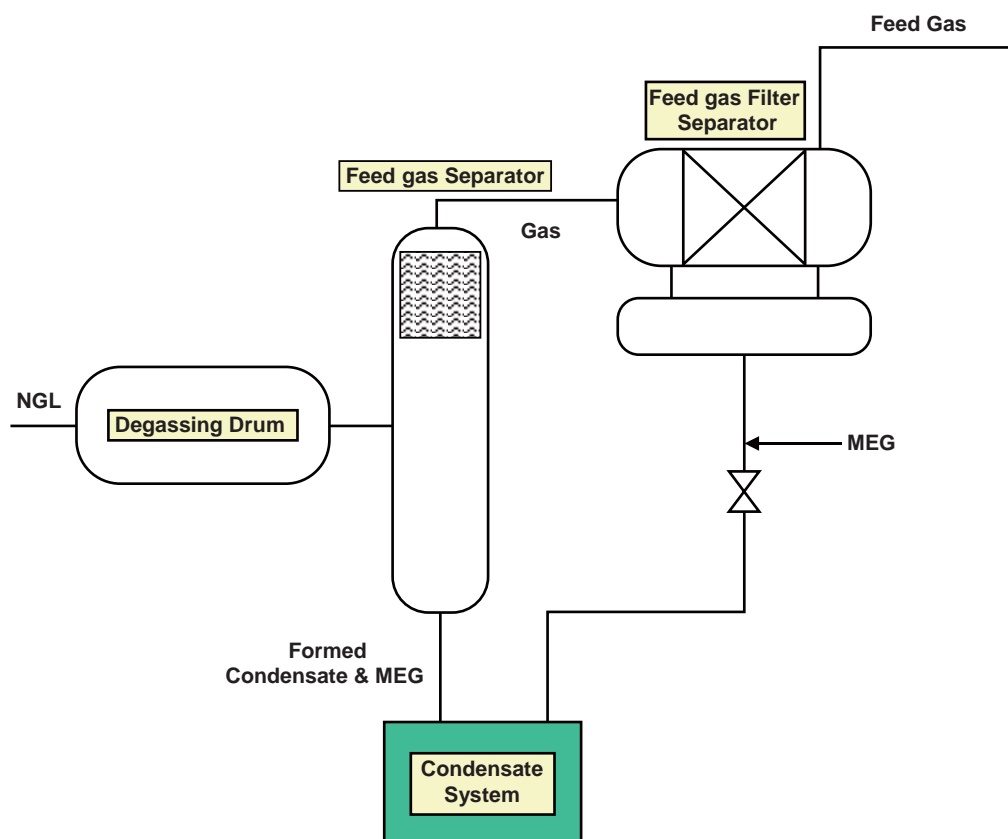 Feed Gas
Feed gas Filter
Separator
Feed gas Separator
Gas
NGL
Degassing Drum
MEG
Formed
Condensate & MEG
Condensate
System